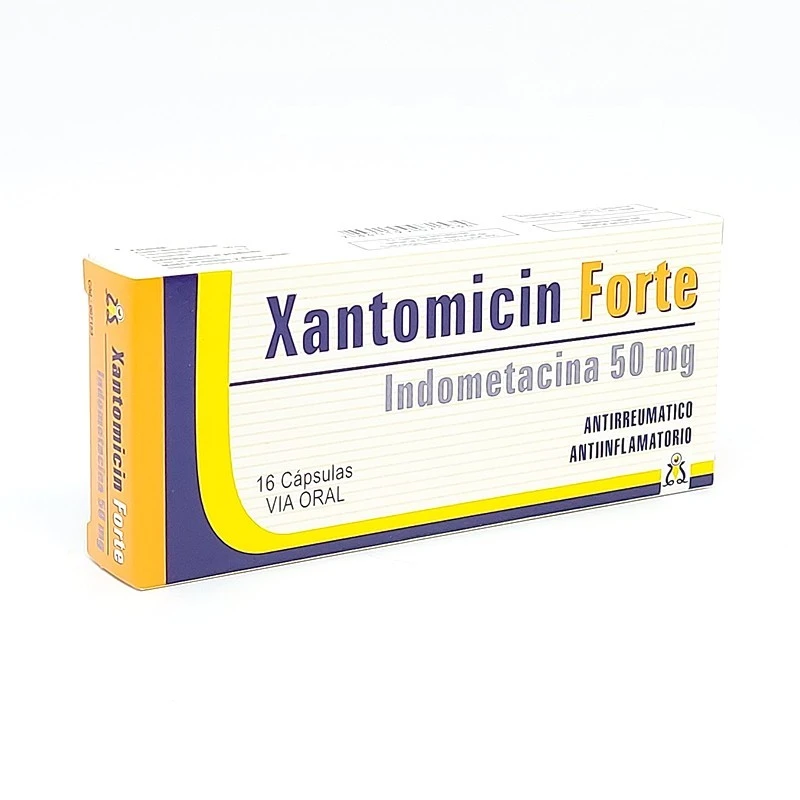 Xantomicin Forte
Indometacina 50 mg
ANTIRREUMATICO
ANTIINFLAMATORIO
16 Cápsulas
VIA ORAL
Xantomicin Forte
Indometacina 50 mg